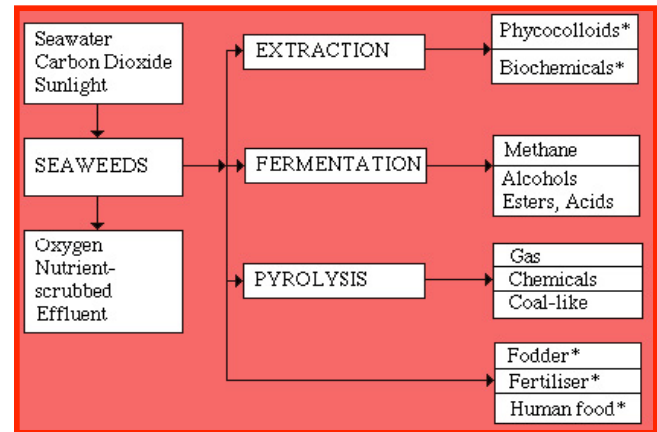 Seawater
Carbon Dioxide
Sunlight
SEAWEEDS
Oxygen
Nutrient-
scrubbed
Effluent
EXTRACTION
Phycocolloids*
Biochemicals*
FERMENTATION
Methane
Alcohols
Esters, Acids
PYROLYSIS
Gas
Chemicals
Coal-like
Fodder*
Fertiliser*
Human food*